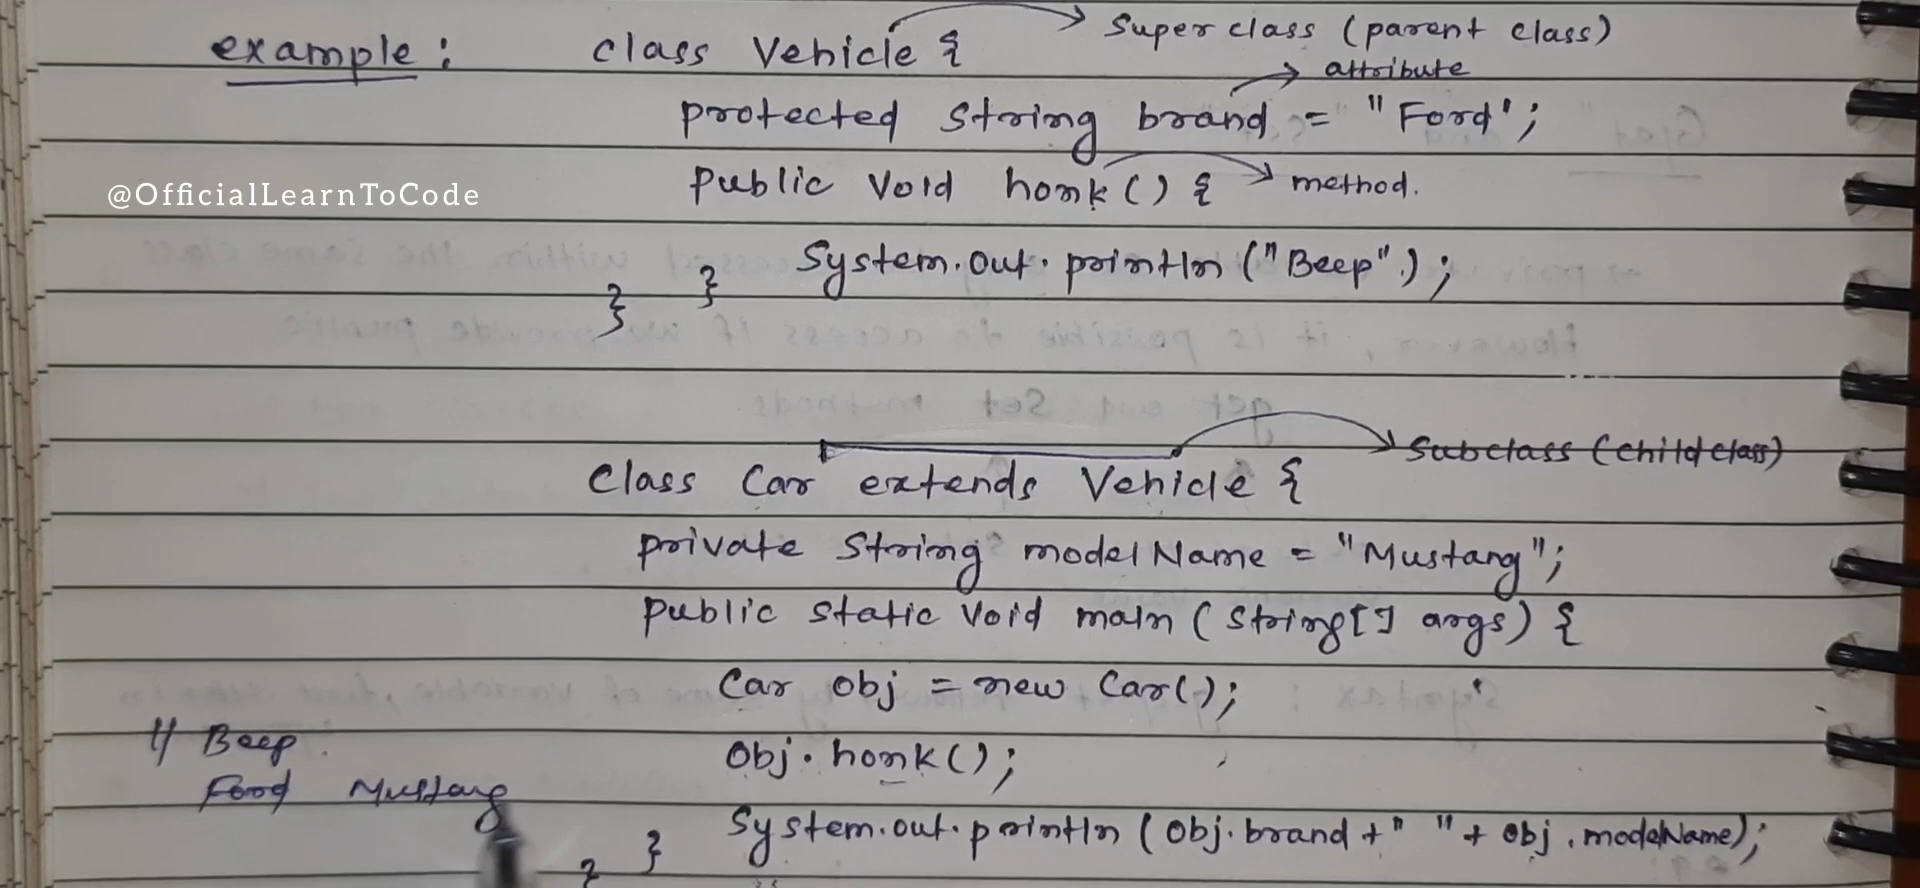 example : class Vehicle { → Super class (parent class)
→ attribute
protected String brand = "Ford';
@OfficialLearnToCode
public void honk () { → method.
System.out.println ("Beep".);
}
}
Class Car extends Vehicle { → Subclass (child class)
private String modelName = "Mustang";
public static void main (String[] args) {
Car obj = new Car();
obj.honk();
// Beep.
Ford Mustang
System.out.println (obj.brand + " " + obj.modelName);
}
}